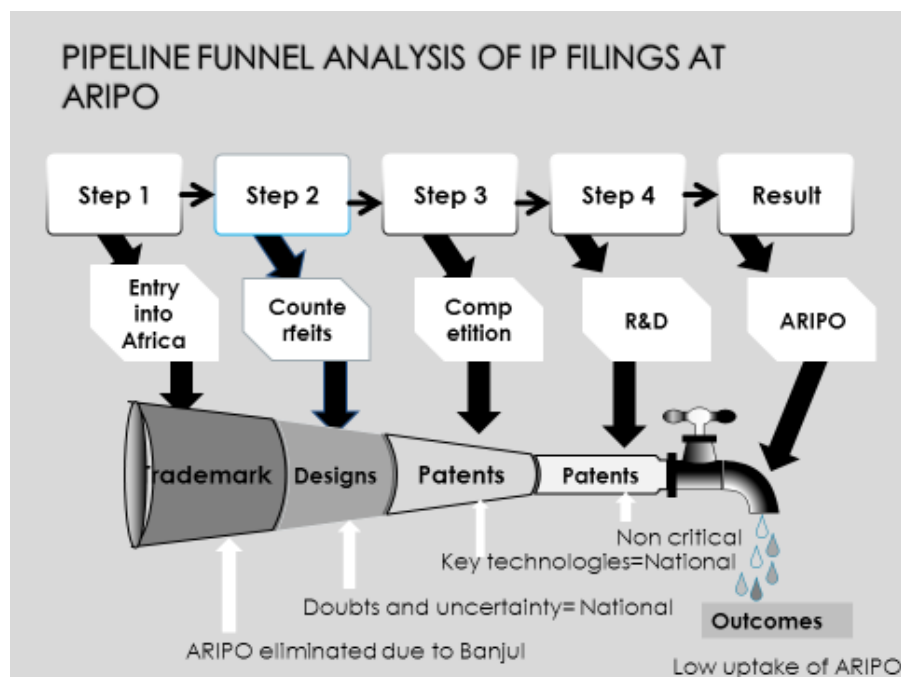 PIPELINE FUNNEL ANALYSIS OF IP FILINGS AT
ARIPO
Step 1
Step 2
Step 3
Step 4
Result
Entry
into
Africa
Counte
rfeits
Comp
etition
R&D
ARIPO
Trademark
Designs
Patents
Patents
Non critical
Key technologies=National
Doubts and uncertainty= National
Outcomes
ARIPO eliminated due to Banjul
Low uptake of ARIPO